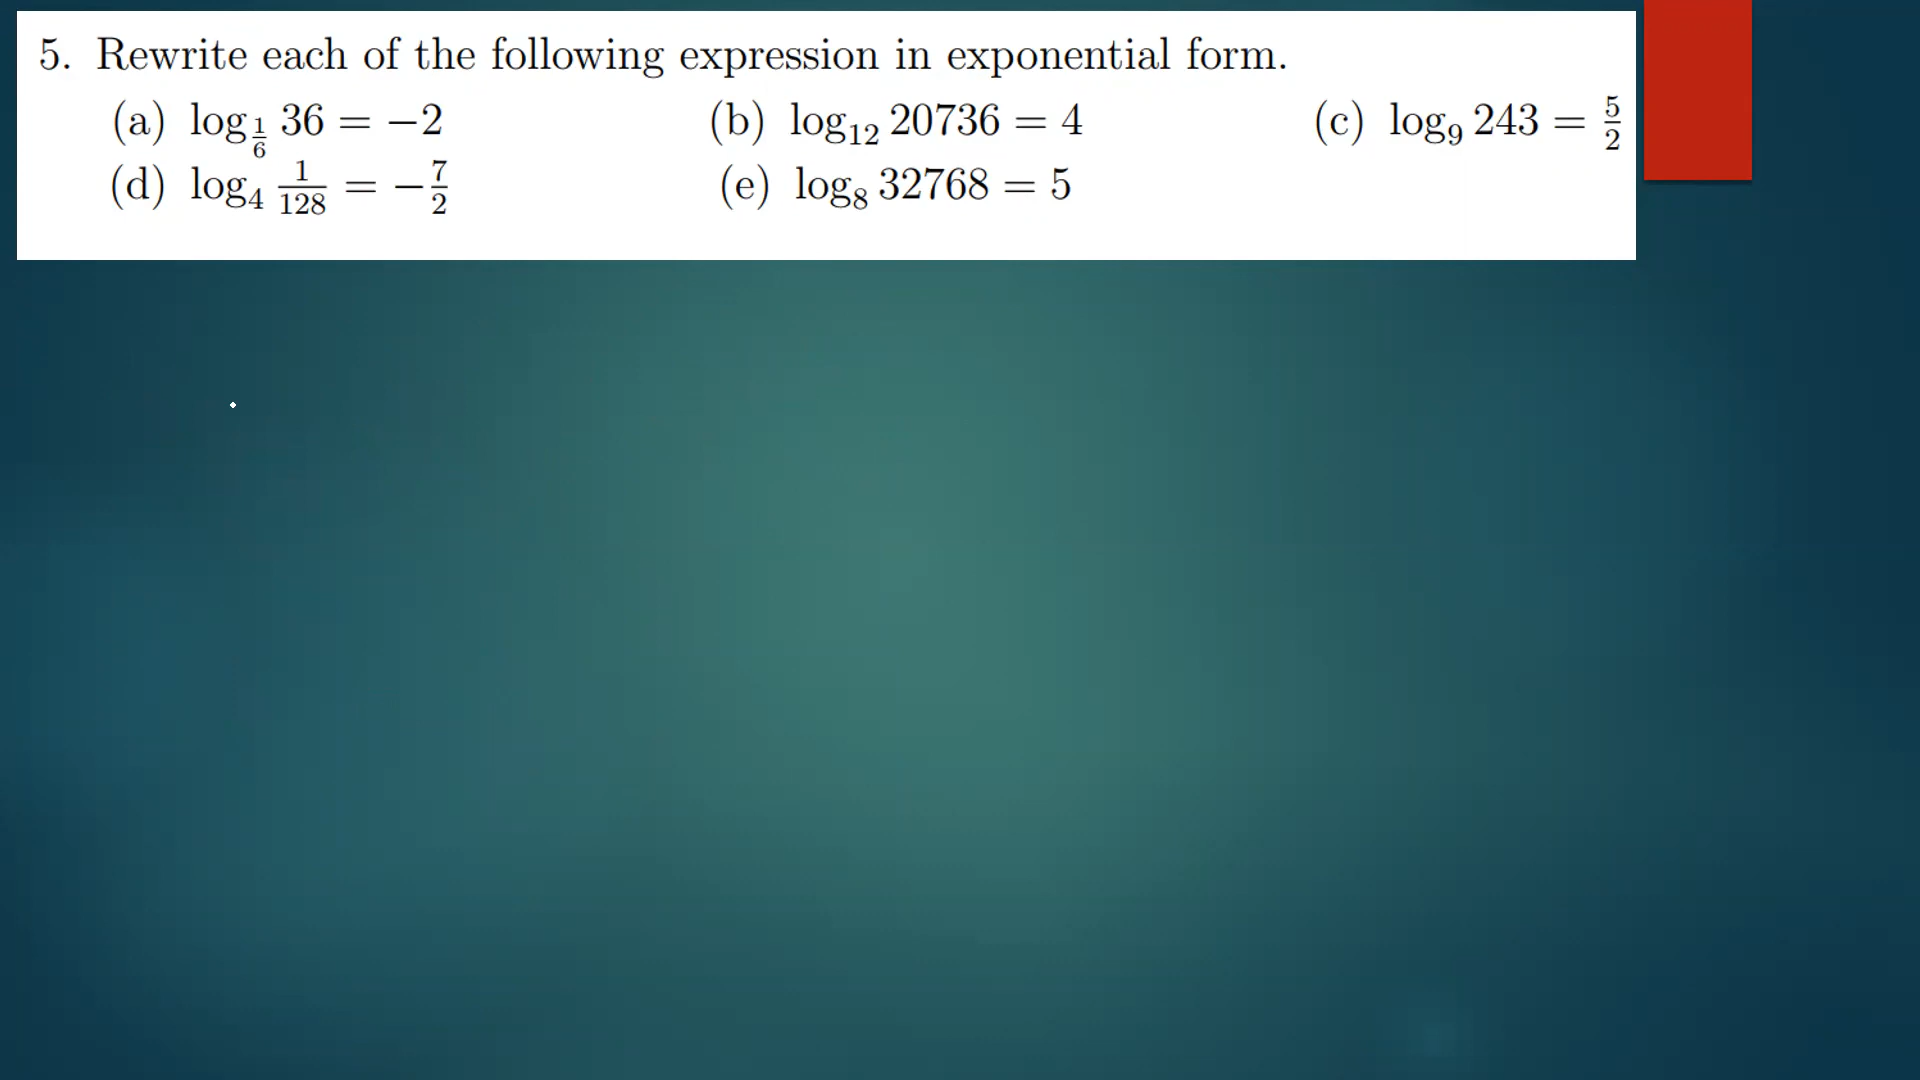 5. Rewrite each of the following expression in exponential form.
(a) log_{1/6} 36 = −2 (b) log_{12} 20736 = 4 (c) log_9 243 = 5/2
(d) log_4 1/128 = −7/2 (e) log_8 32768 = 5